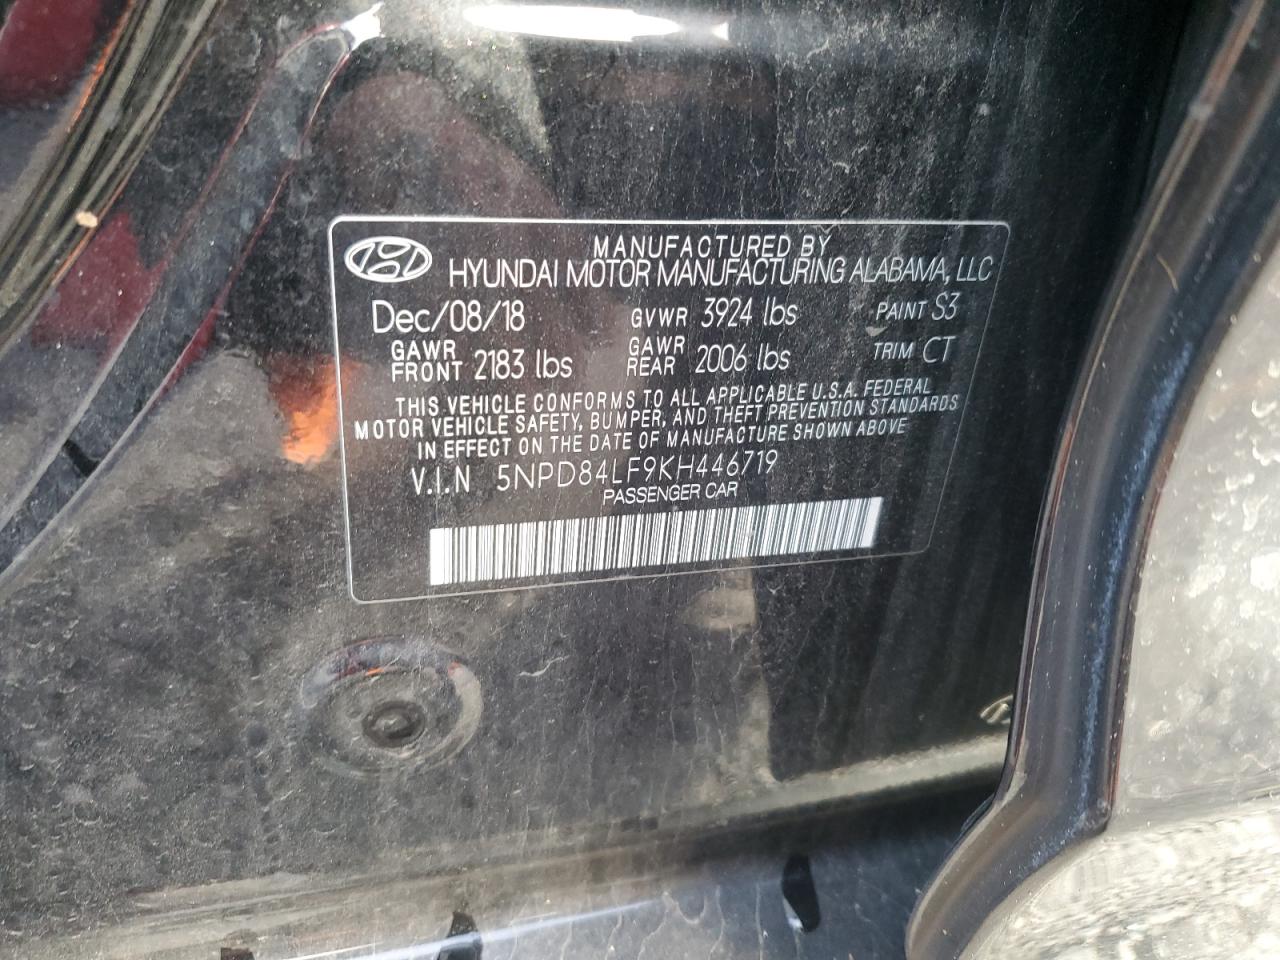 MANUFACTURED BY
HYUNDAI MOTOR MANUFACTURING ALABAMA, LLC
Dec/08/18 GVWR 3924 lbs PAINT S3
GAWR FRONT 2183 lbs GAWR REAR 2006 lbs TRIM CT
THIS VEHICLE CONFORMS TO ALL APPLICABLE U.S.A. FEDERAL
MOTOR VEHICLE SAFETY, BUMPER, AND THEFT PREVENTION STANDARDS
IN EFFECT ON THE DATE OF MANUFACTURE SHOWN ABOVE
V.I.N 5NPD84LF9KH446719
PASSENGER CAR